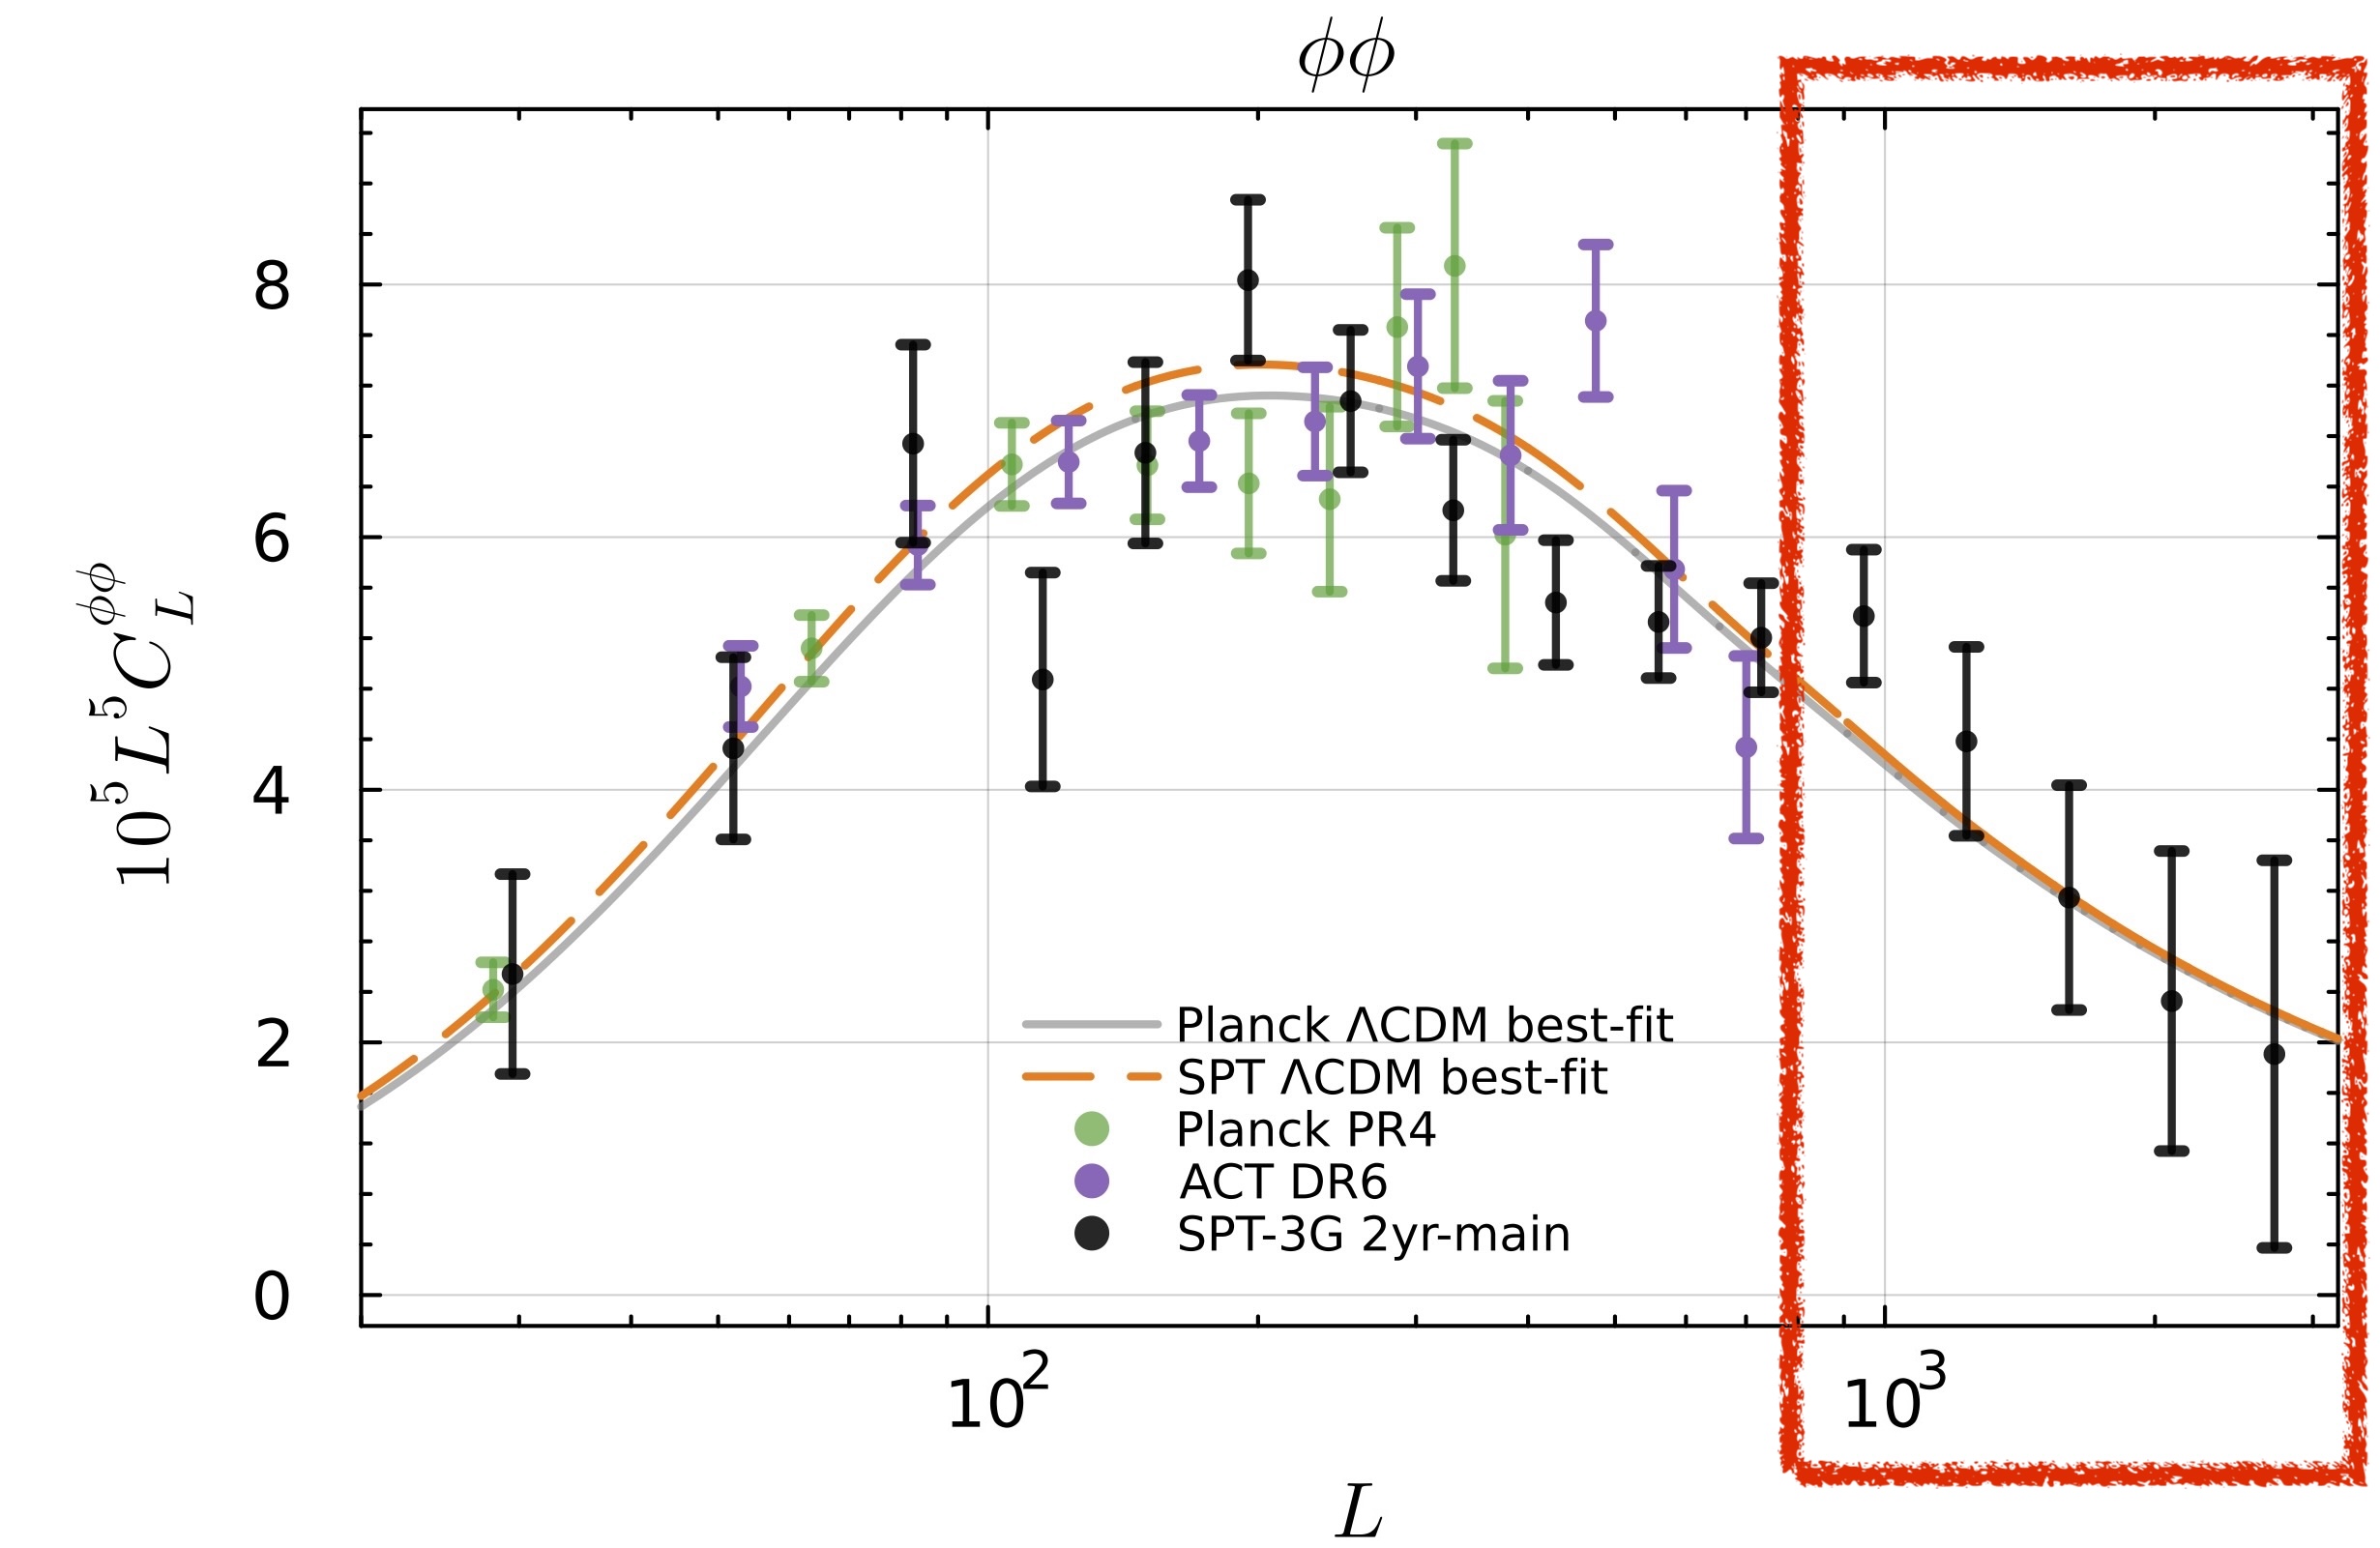 ϕϕ
10⁵L⁵C_L^ϕϕ
8
6
4
2
0
Planck ΛCDM best-fit
SPT ΛCDM best-fit
Planck PR4
ACT DR6
SPT-3G 2yr-main
10² 10³
L